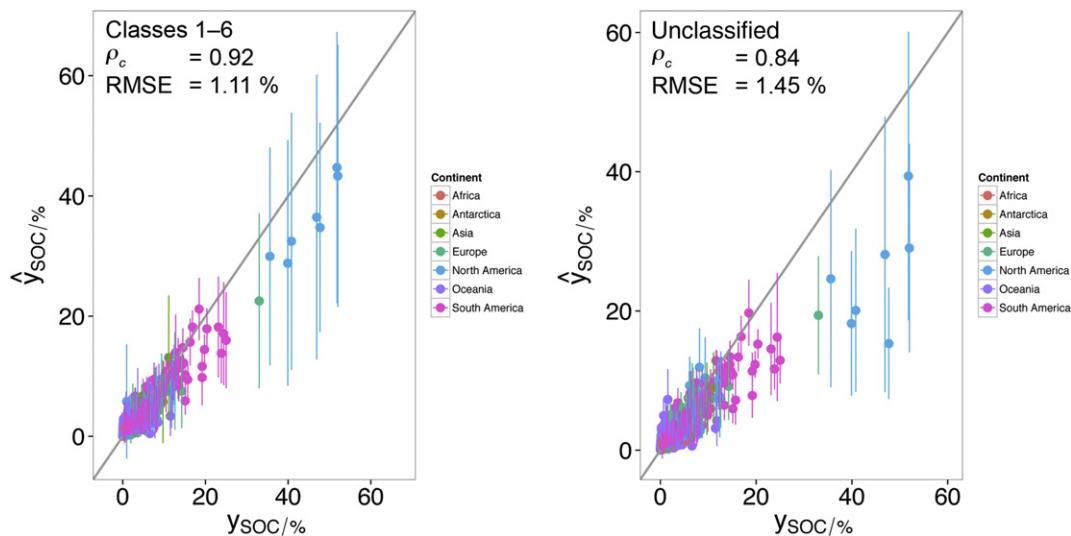 Classes 1–6
ρc = 0.92
RMSE = 1.11 %
60
40
20
0
ŷSOC/%
0 20 40 60
ySOC/%
Continent
Africa
Antarctica
Asia
Europe
North America
Oceania
South America
Unclassified
ρc = 0.84
RMSE = 1.45 %
60
40
20
0
ŷSOC/%
0 20 40 60
ySOC/%
Continent
Africa
Antarctica
Asia
Europe
North America
Oceania
South America